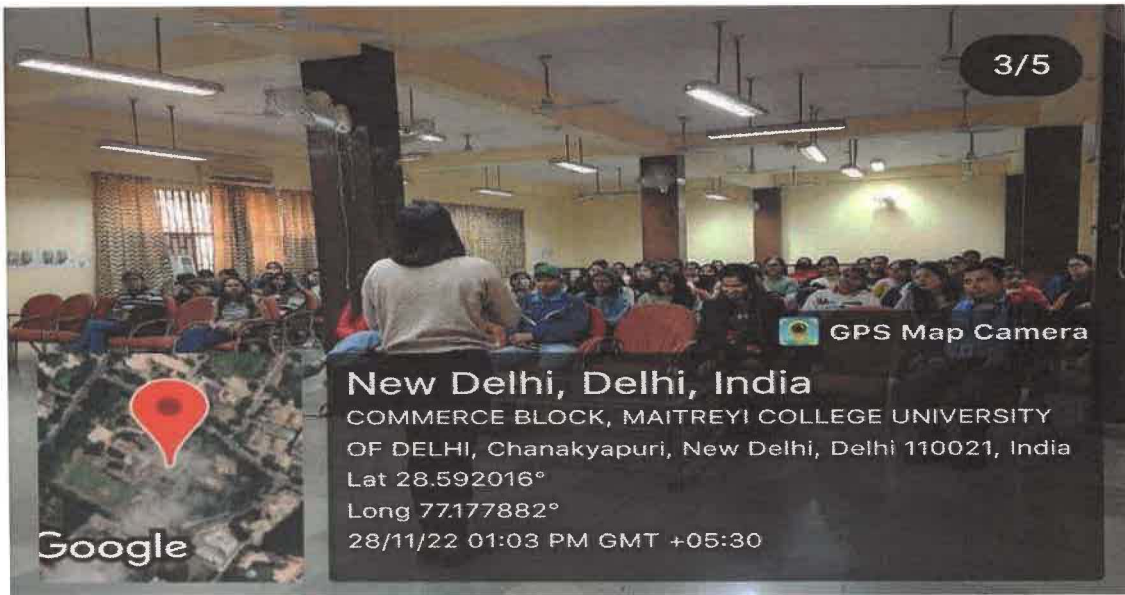 3/5
GPS Map Camera
New Delhi, Delhi, India
COMMERCE BLOCK, MAITREYI COLLEGE UNIVERSITY
OF DELHI, Chanakyapuri, New Delhi, Delhi 110021, India
Lat 28.592016°
Long 77.177882°
28/11/22 01:03 PM GMT +05:30
Google